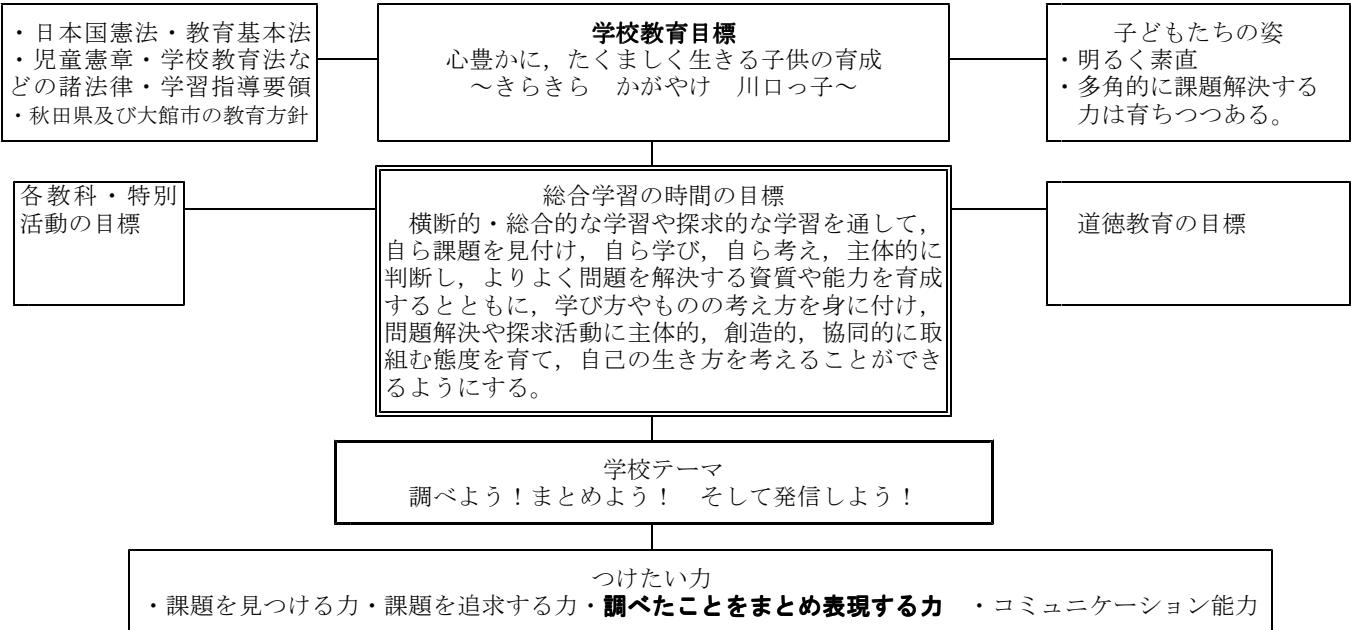 ・日本国憲法・教育基本法
・児童憲章・学校教育法な
どの諸法律・学習指導要領
・秋田県及び大館市の教育方針
学校教育目標
心豊かに，たくましく生きる子供の育成
～きらきら　かがやけ　川口っ子～
子どもたちの姿
・明るく素直
・多角的に課題解決する
力は育ちつつある。
各教科・特別
活動の目標
総合学習の時間の目標
横断的・総合的な学習や探求的な学習を通して，
自ら課題を見付け，自ら学び，自ら考え，主体的に
判断し，よりよく問題を解決する資質や能力を育成
するとともに，学び方やものの考え方を身に付け，
問題解決や探求活動に主体的，創造的，協同的に取
組む態度を育て，自己の生き方を考えることができ
るようにする。
道徳教育の目標
学校テーマ
調べよう！まとめよう！　そして発信しよう！
つけたい力
・課題を見つける力・課題を追求する力・調べたことをまとめ表現する力　・コミュニケーション能力